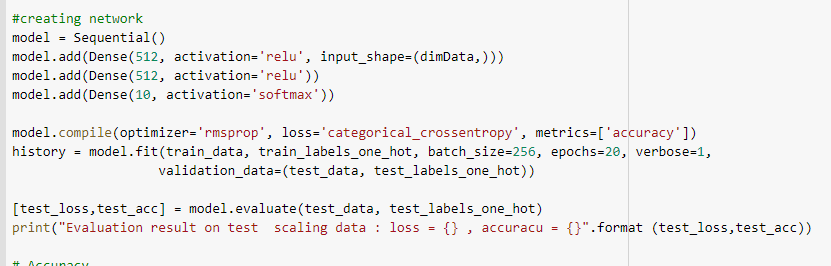 #creating network
model = Sequential()
model.add(Dense(512, activation='relu', input_shape=(dimData,)))
model.add(Dense(512, activation='relu'))
model.add(Dense(10, activation='softmax'))
model.compile(optimizer='rmsprop', loss='categorical_crossentropy', metrics=['accuracy'])
history = model.fit(train_data, train_labels_one_hot, batch_size=256, epochs=20, verbose=1,
validation_data=(test_data, test_labels_one_hot))
[test_loss,test_acc] = model.evaluate(test_data, test_labels_one_hot)
print("Evaluation result on test  scaling data : loss = {} , accuracu = {}".format (test_loss,test_acc))
# Accuracy